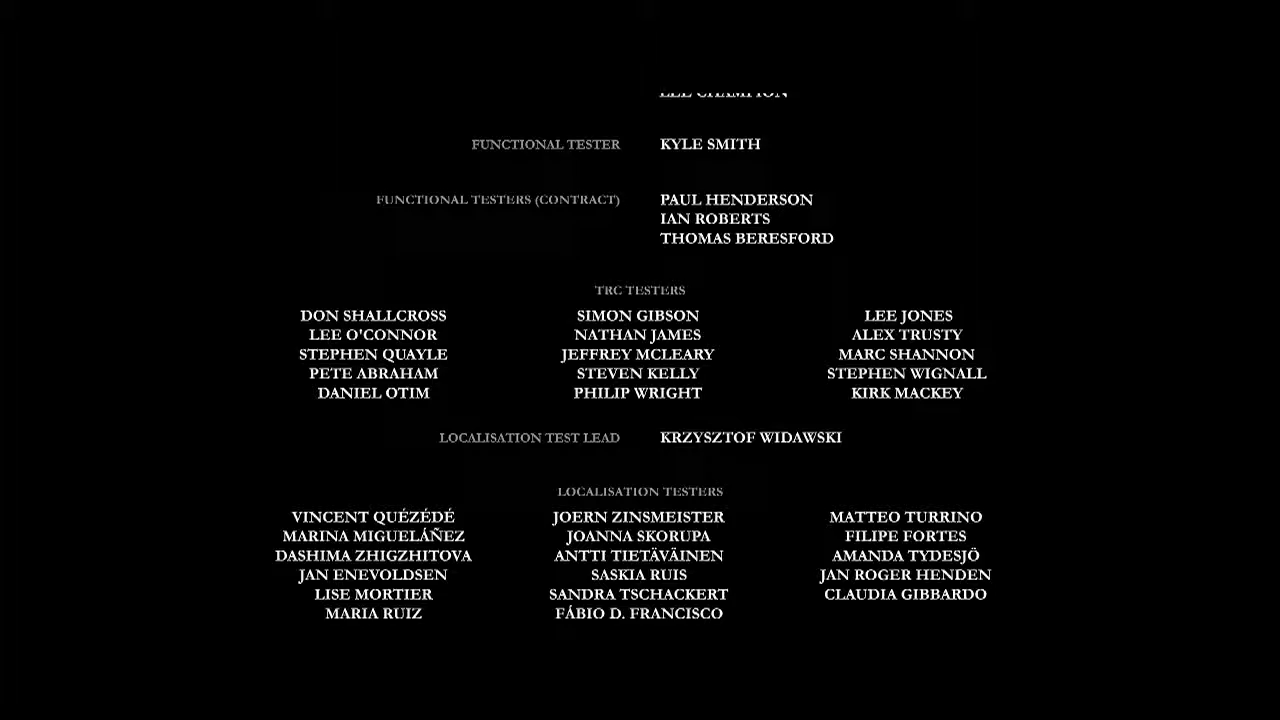 LEE CHAMPION
FUNCTIONAL TESTER KYLE SMITH
FUNCTIONAL TESTERS (CONTRACT) PAUL HENDERSON
IAN ROBERTS
THOMAS BERESFORD
TRC TESTERS
DON SHALLCROSS SIMON GIBSON LEE JONES
LEE O'CONNOR NATHAN JAMES ALEX TRUSTY
STEPHEN QUAYLE JEFFREY MCLEARY MARC SHANNON
PETE ABRAHAM STEVEN KELLY STEPHEN WIGNALL
DANIEL OTIM PHILIP WRIGHT KIRK MACKEY
LOCALISATION TEST LEAD KRZYSZTOF WIDAWSKI
LOCALISATION TESTERS
VINCENT QUÉZÉDÉ JOERN ZINSMEISTER MATTEO TURRINO
MARINA MIGUELÁÑEZ JOANNA SKORUPA FILIPE FORTES
DASHIMA ZHIGZHITOVA ANTTI TIETÄVÄINEN AMANDA TYDESJÖ
JAN ENEVOLDSEN SASKIA RUIS JAN ROGER HENDEN
LISE MORTIER SANDRA TSCHACKERT CLAUDIA GIBBARDO
MARIA RUIZ FÁBIO D. FRANCISCO